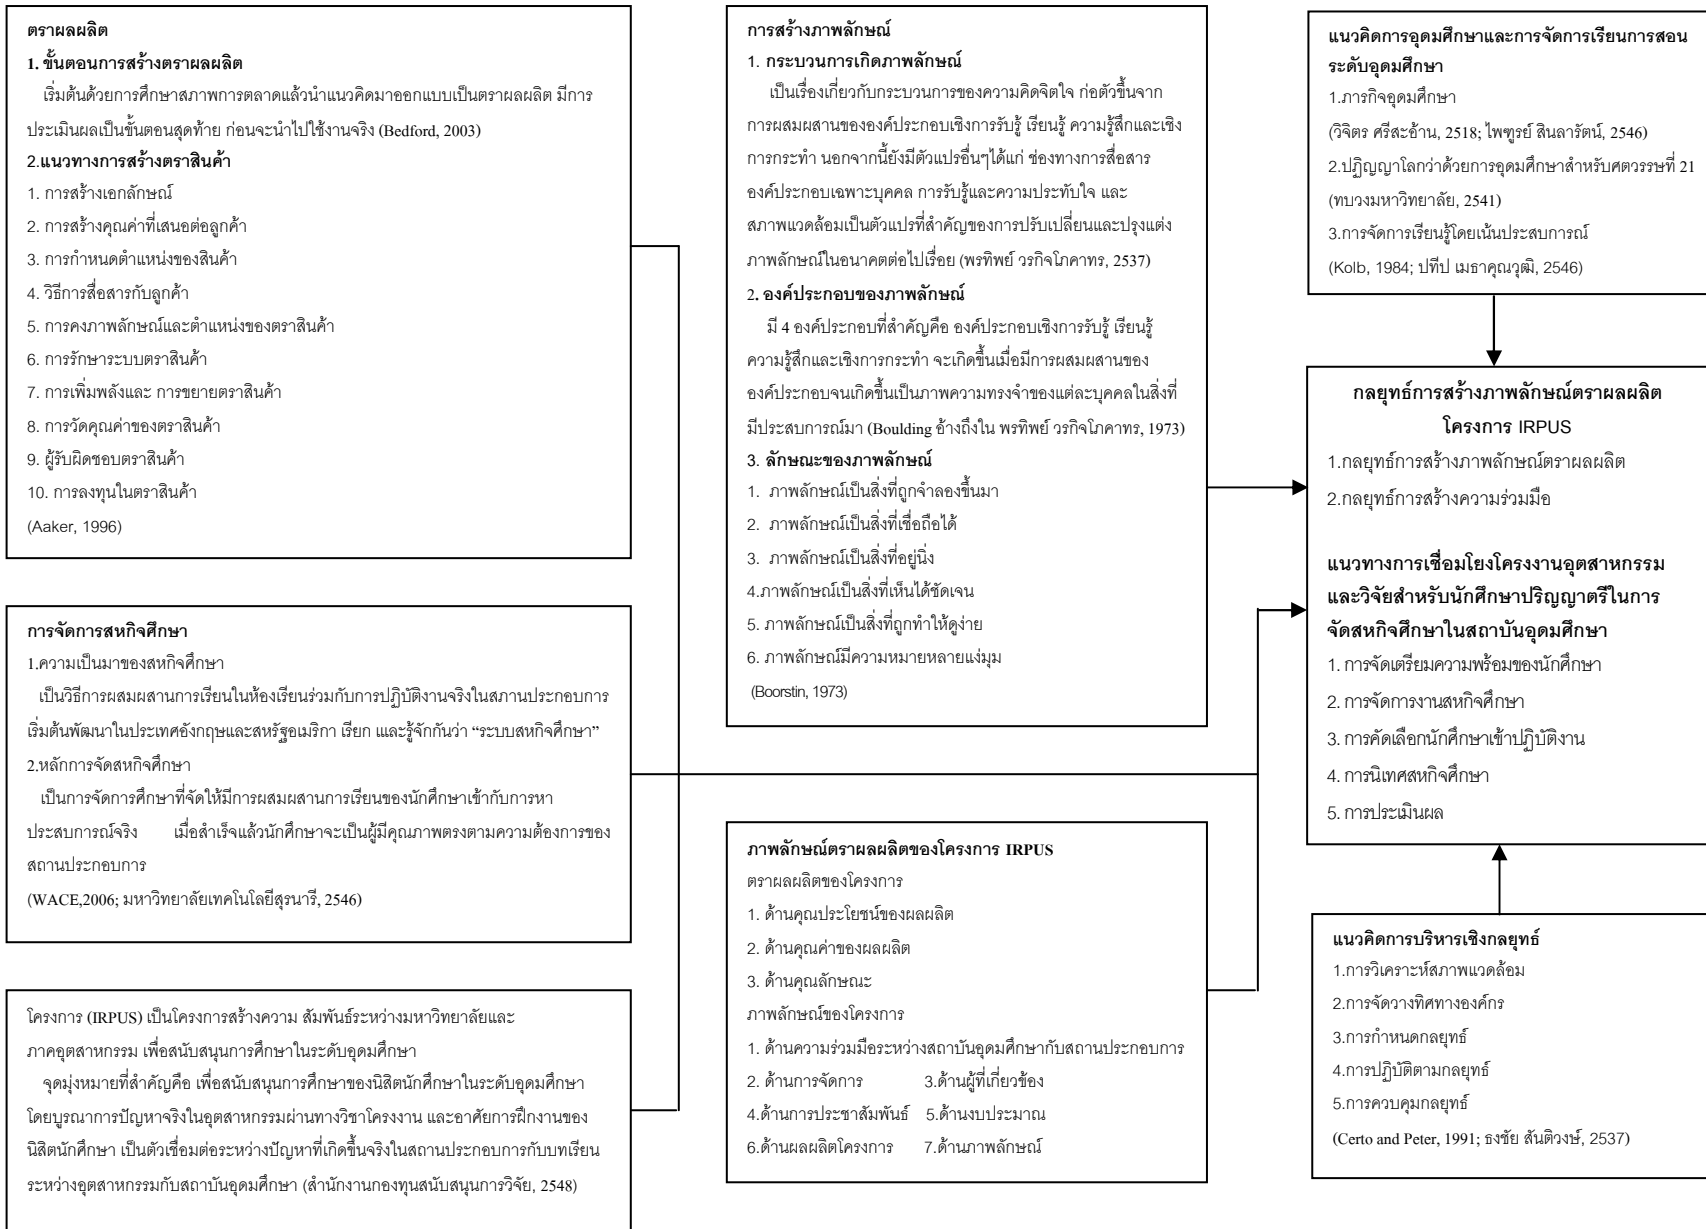 ตราผลผลิต
1. ขั้นตอนการสร้างตราผลผลิต
เริ่มต้นด้วยการศึกษาสภาพการตลาดแล้วนำแนวคิดมาออกแบบเป็นตราผลผลิต มีการ
ประเมินผลเป็นขั้นตอนสุดท้าย ก่อนจะนำไปใช้งานจริง (Bedford, 2003)
2.แนวทางการสร้างตราสินค้า
1. การสร้างเอกลักษณ์
2. การสร้างคุณค่าที่เสนอต่อลูกค้า
3. การกำหนดตำแหน่งของสินค้า
4. วิธีการสื่อสารกับลูกค้า
5. การคงภาพลักษณ์และตำแหน่งของตราสินค้า
6. การรักษาระบบตราสินค้า
7. การเพิ่มพลังและ การขยายตราสินค้า
8. การวัดคุณค่าของตราสินค้า
9. ผู้รับผิดชอบตราสินค้า
10. การลงทุนในตราสินค้า
(Aaker, 1996)
การจัดการสหกิจศึกษา
1.ความเป็นมาของสหกิจศึกษา
เป็นวิธีการผสมผสานการเรียนในห้องเรียนร่วมกับการปฏิบัติงานจริงในสถานประกอบการ
เริ่มต้นพัฒนาในประเทศอังกฤษและสหรัฐอเมริกา เรียก และรู้จักกันว่า “ระบบสหกิจศึกษา”
2.หลักการจัดสหกิจศึกษา
เป็นการจัดการศึกษาที่จัดให้มีการผสมผสานการเรียนของนักศึกษาเข้ากับการหา
ประสบการณ์จริง เมื่อสำเร็จแล้วนักศึกษาจะเป็นผู้มีคุณภาพตรงตามความต้องการของ
สถานประกอบการ
(WACE,2006; มหาวิทยาลัยเทคโนโลยีสุรนารี, 2546)
โครงการ (IRPUS) เป็นโครงการสร้างความ สัมพันธ์ระหว่างมหาวิทยาลัยและ
ภาคอุตสาหกรรม เพื่อสนับสนุนการศึกษาในระดับอุดมศึกษา
จุดมุ่งหมายที่สำคัญคือ เพื่อสนับสนุนการศึกษาของนิสิตนักศึกษาในระดับอุดมศึกษา
โดยบูรณาการปัญหาจริงในอุตสาหกรรมผ่านทางวิชาโครงงาน และอาศัยการฝึกงานของ
นิสิตนักศึกษา เป็นตัวเชื่อมต่อระหว่างปัญหาที่เกิดขึ้นจริงในสถานประกอบการกับบทเรียน
ระหว่างอุตสาหกรรมกับสถาบันอุดมศึกษา (สำนักงานกองทุนสนับสนุนการวิจัย, 2548)
การสร้างภาพลักษณ์
1. กระบวนการเกิดภาพลักษณ์
เป็นเรื่องเกี่ยวกับกระบวนการของความคิดจิตใจ ก่อตัวขึ้นจาก
การผสมผสานขององค์ประกอบเชิงการรับรู้ เรียนรู้ ความรู้สึกและเชิง
การกระทำ นอกจากนี้ยังมีตัวแปรอื่นๆได้แก่ ช่องทางการสื่อสาร
องค์ประกอบเฉพาะบุคคล การรับรู้และความประทับใจ และ
สภาพแวดล้อมเป็นตัวแปรที่สำคัญของการปรับเปลี่ยนและปรุงแต่ง
ภาพลักษณ์ในอนาคตต่อไปเรื่อย (พรทิพย์ วรกิจโภคาทร, 2537)
2. องค์ประกอบของภาพลักษณ์
มี 4 องค์ประกอบที่สำคัญคือ องค์ประกอบเชิงการรับรู้ เรียนรู้
ความรู้สึกและเชิงการกระทำ จะเกิดขึ้นเมื่อมีการผสมผสานของ
องค์ประกอบจนเกิดขึ้นเป็นภาพความทรงจำของแต่ละบุคคลในสิ่งที่
มีประสบการณ์มา (Boulding อ้างถึงใน พรทิพย์ วรกิจโภคาทร, 1973)
3. ลักษณะของภาพลักษณ์
1. ภาพลักษณ์เป็นสิ่งที่ถูกจำลองขึ้นมา
2. ภาพลักษณ์เป็นสิ่งที่เชื่อถือได้
3. ภาพลักษณ์เป็นสิ่งที่อยู่นิ่ง
4.ภาพลักษณ์เป็นสิ่งที่เห็นได้ชัดเจน
5. ภาพลักษณ์เป็นสิ่งที่ถูกทำให้ดูง่าย
6. ภาพลักษณ์มีความหมายหลายแง่มุม
(Boorstin, 1973)
ภาพลักษณ์ตราผลผลิตของโครงการ IRPUS
ตราผลผลิตของโครงการ
1. ด้านคุณประโยชน์ของผลผลิต
2. ด้านคุณค่าของผลผลิต
3. ด้านคุณลักษณะ
ภาพลักษณ์ของโครงการ
1. ด้านความร่วมมือระหว่างสถาบันอุดมศึกษากับสถานประกอบการ
2. ด้านการจัดการ 3.ด้านผู้ที่เกี่ยวข้อง
4.ด้านการประชาสัมพันธ์ 5.ด้านงบประมาณ
6.ด้านผลผลิตโครงการ 7.ด้านภาพลักษณ์
แนวคิดการอุดมศึกษาและการจัดการเรียนการสอน
ระดับอุดมศึกษา
1.ภารกิจอุดมศึกษา
(วิจิตร ศรีสะอ้าน, 2518; ไพฑูรย์ สินลารัตน์, 2546)
2.ปฏิญญาโลกว่าด้วยการอุดมศึกษาสำหรับศตวรรษที่ 21
(ทบวงมหาวิทยาลัย, 2541)
3.การจัดการเรียนรู้โดยเน้นประสบการณ์
(Kolb, 1984; ปทีป เมธาคุณวุฒิ, 2546)
กลยุทธ์การสร้างภาพลักษณ์ตราผลผลิต
โครงการ IRPUS
1.กลยุทธ์การสร้างภาพลักษณ์ตราผลผลิต
2.กลยุทธ์การสร้างความร่วมมือ
แนวทางการเชื่อมโยงโครงงานอุตสาหกรรม
และวิจัยสำหรับนักศึกษาปริญญาตรีในการ
จัดสหกิจศึกษาในสถาบันอุดมศึกษา
1. การจัดเตรียมความพร้อมของนักศึกษา
2. การจัดการงานสหกิจศึกษา
3. การคัดเลือกนักศึกษาเข้าปฏิบัติงาน
4. การนิเทศสหกิจศึกษา
5. การประเมินผล
แนวคิดการบริหารเชิงกลยุทธ์
1.การวิเคราะห์สภาพแวดล้อม
2.การจัดวางทิศทางองค์กร
3.การกำหนดกลยุทธ์
4.การปฏิบัติตามกลยุทธ์
5.การควบคุมกลยุทธ์
(Certo and Peter, 1991; ธงชัย สันติวงษ์, 2537)